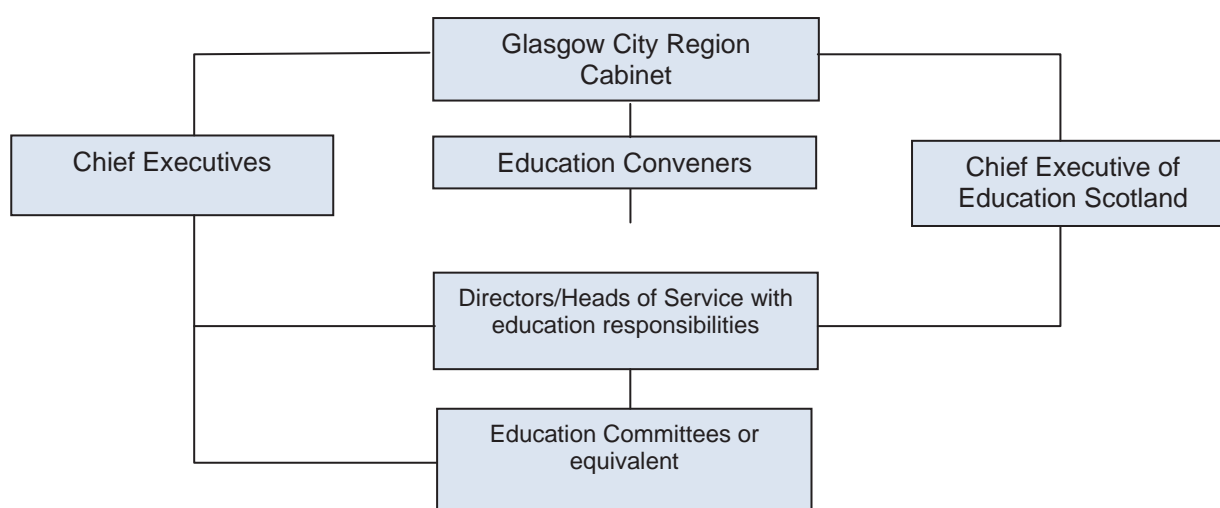 Glasgow City Region
Cabinet
Chief Executives
Education Conveners
Chief Executive of
Education Scotland
Directors/Heads of Service with
education responsibilities
Education Committees or
equivalent